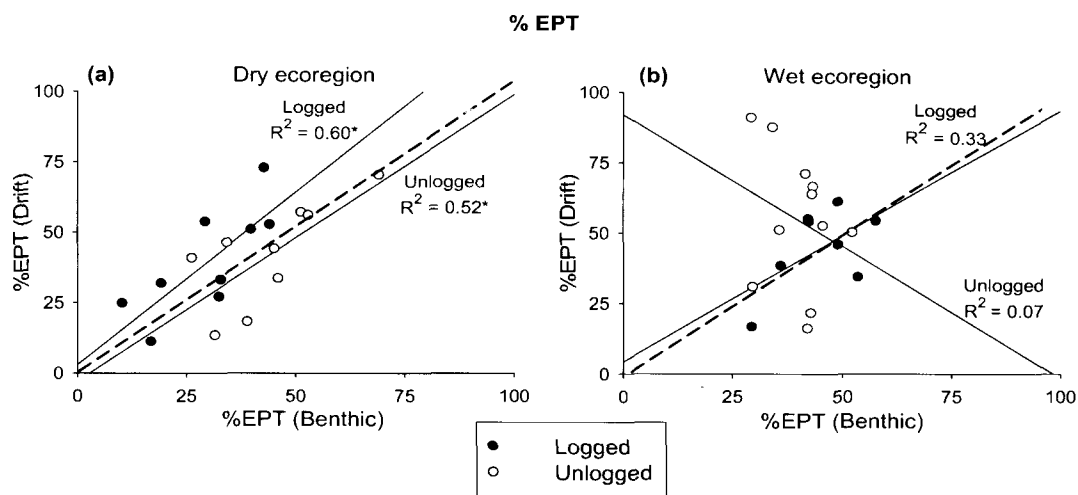 % EPT
(a)
Dry ecoregion
100
75
50
25
0
%EPT (Drift)
Logged
R² = 0.60*
Unlogged
R² = 0.52*
0 25 50 75 100
%EPT (Benthic)
(b)
Wet ecoregion
100
75
50
25
0
%EPT (Drift)
Logged
R² = 0.33
Unlogged
R² = 0.07
0 25 50 75 100
%EPT (Benthic)
Logged
Unlogged